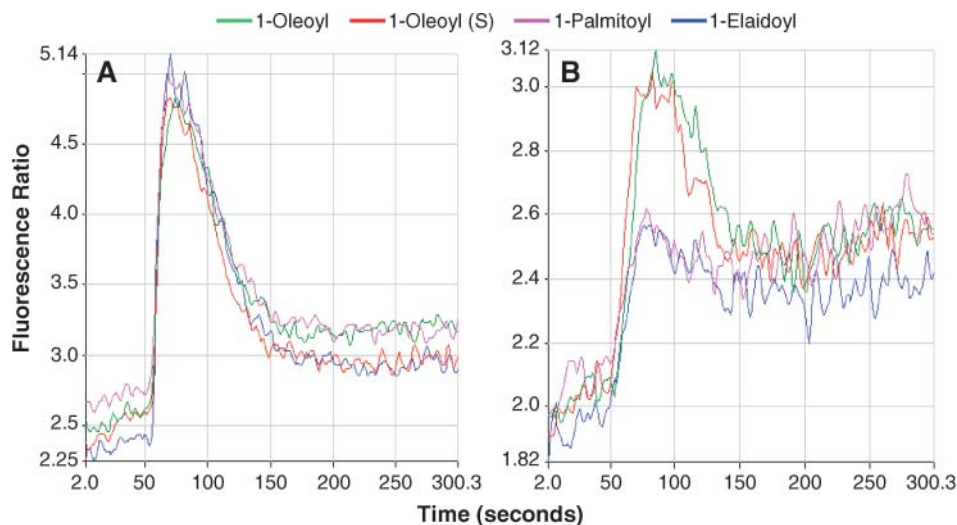 1-Oleoyl 1-Oleoyl (S) 1-Palmitoyl 1-Elaidoyl
A
5.14
4.5
4.0
3.5
3.0
2.5
2.25
2.0 50 100 150 200 250 300.3
B
3.12
3.0
2.8
2.6
2.4
2.2
2.0
1.82
2.0 50 100 150 200 250 300.3
Fluorescence Ratio
Time (seconds)